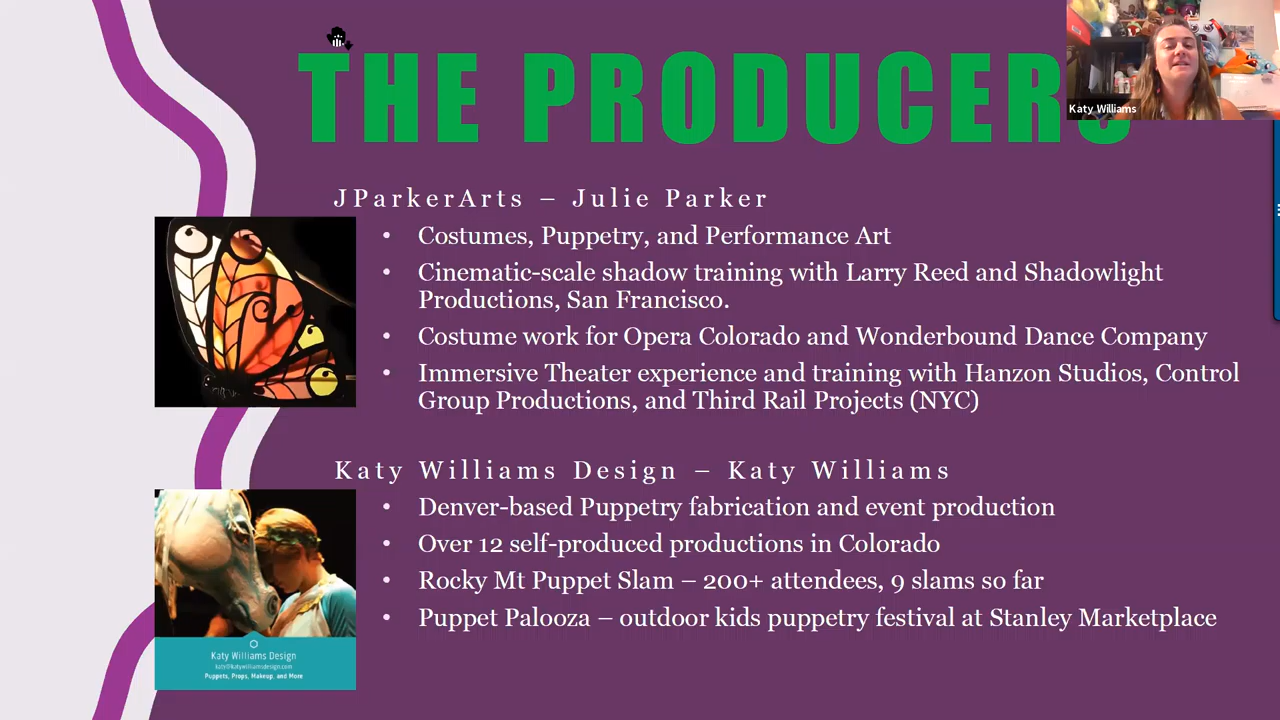 THE PRODUCERS
Katy Williams
JParkerArts – Julie Parker
• Costumes, Puppetry, and Performance Art
• Cinematic-scale shadow training with Larry Reed and Shadowlight
Productions, San Francisco.
• Costume work for Opera Colorado and Wonderbound Dance Company
• Immersive Theater experience and training with Hanzon Studios, Control
Group Productions, and Third Rail Projects (NYC)
Katy Williams Design – Katy Williams
• Denver-based Puppetry fabrication and event production
• Over 12 self-produced productions in Colorado
• Rocky Mt Puppet Slam – 200+ attendees, 9 slams so far
• Puppet Palooza – outdoor kids puppetry festival at Stanley Marketplace
Katy Williams Design
katy@katywilliamsdesign.com
Puppets, Props, Makeup, and More